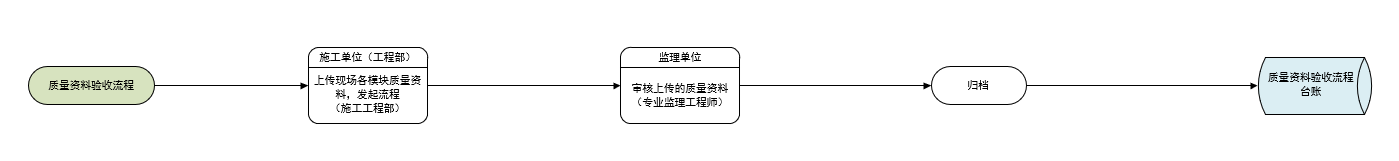 质量资料验收流程
施工单位（工程部）
上传现场各模块质量资
料，发起流程
（施工工程部）
监理单位
审核上传的质量资料
（专业监理工程师）
归档
质量资料验收流程
台账